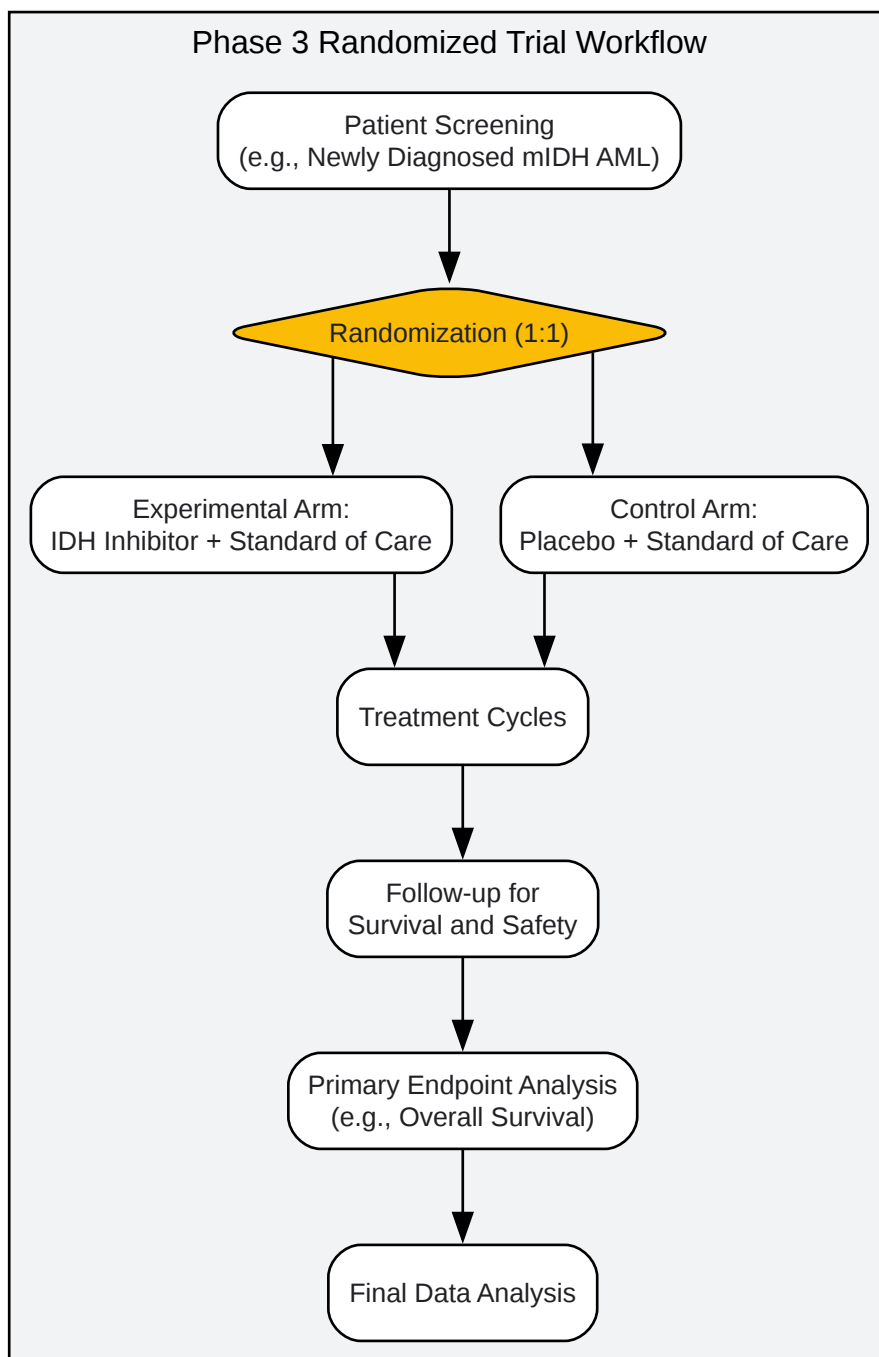 Phase 3 Randomized Trial Workflow
Patient Screening
(e.g., Newly Diagnosed mIDH AML)
Randomization (1:1)
Experimental Arm:
IDH Inhibitor + Standard of Care
Control Arm:
Placebo + Standard of Care
Treatment Cycles
Follow-up for
Survival and Safety
Primary Endpoint Analysis
(e.g., Overall Survival)
Final Data Analysis